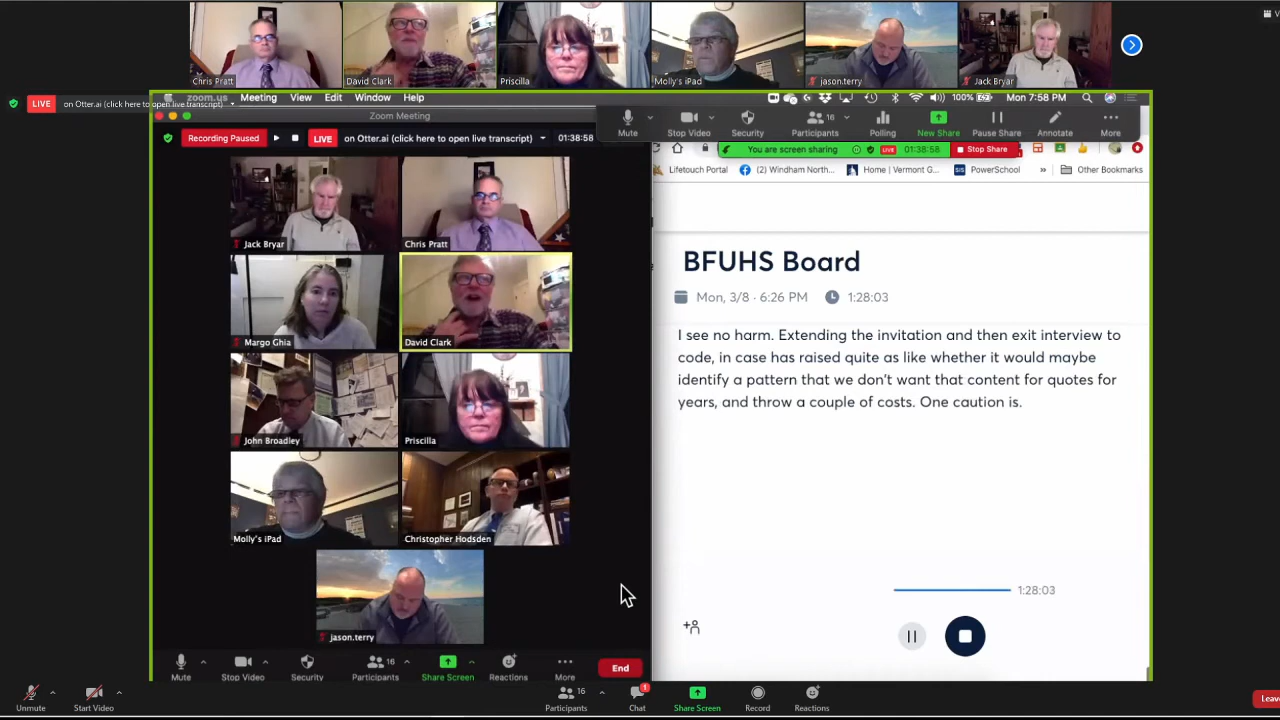 Chris Pratt
David Clark
Priscilla
Molly's iPad
jason.terry
Jack Bryar
LIVE on Otter.ai (click here to open live transcript)
zoom.us Meeting View Edit Window Help
100% Mon 7:58 PM
Zoom Meeting
Recording Paused LIVE on Otter.ai (click here to open live transcript) 01:38:58
Mute Stop Video Security 16 Participants Polling New Share Pause Share Annotate More
You are screen sharing LIVE 01:38:58 Stop Share
Lifetouch Portal (2) Windham North... Home | Vermont G... SIS PowerSchool » Other Bookmarks
Jack Bryar
Chris Pratt
Margo Ghia
David Clark
John Broadley
Priscilla
Molly's iPad
Christopher Hodsden
jason.terry
BFUHS Board
Mon, 3/8 · 6:26 PM 1:28:03
I see no harm. Extending the invitation and then exit interview to
code, in case has raised quite as like whether it would maybe
identify a pattern that we don't want that content for quotes for
years, and throw a couple of costs. One caution is.
1:28:03
Mute Stop Video Security 16 Participants Share Screen Reactions More End
Unmute Start Video 16 Participants 1 Chat Share Screen Record Reactions